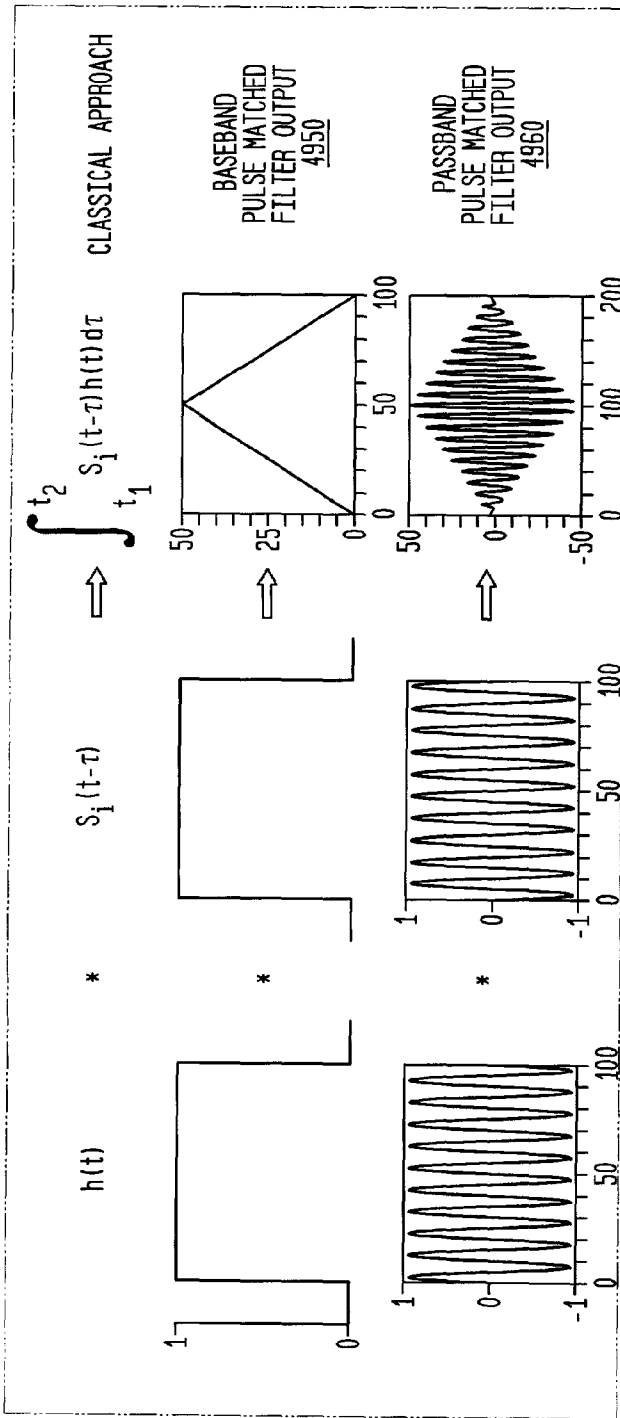 h(t) * S_i(t-τ) ⇒ ∫_{t_1}^{t_2} S_i(t-τ)h(t)dτ CLASSICAL APPROACH
1
0
*
⇒
50
25
0
0 50 100
BASEBAND
PULSE MATCHED
FILTER OUTPUT
4950
1
0
-1
0 50 100
*
1
0
-1
0 50 100
⇒
50
0
-50
0 100 200
PASSBAND
PULSE MATCHED
FILTER OUTPUT
4960